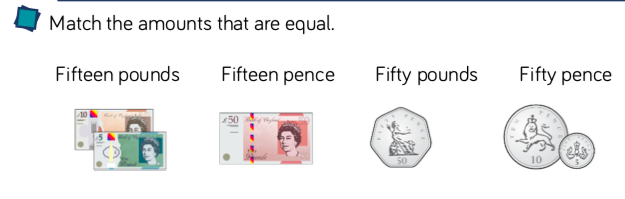 Match the amounts that are equal.
Fifteen pounds Fifteen pence Fifty pounds Fifty pence
£10 £5 £50 50 10 5